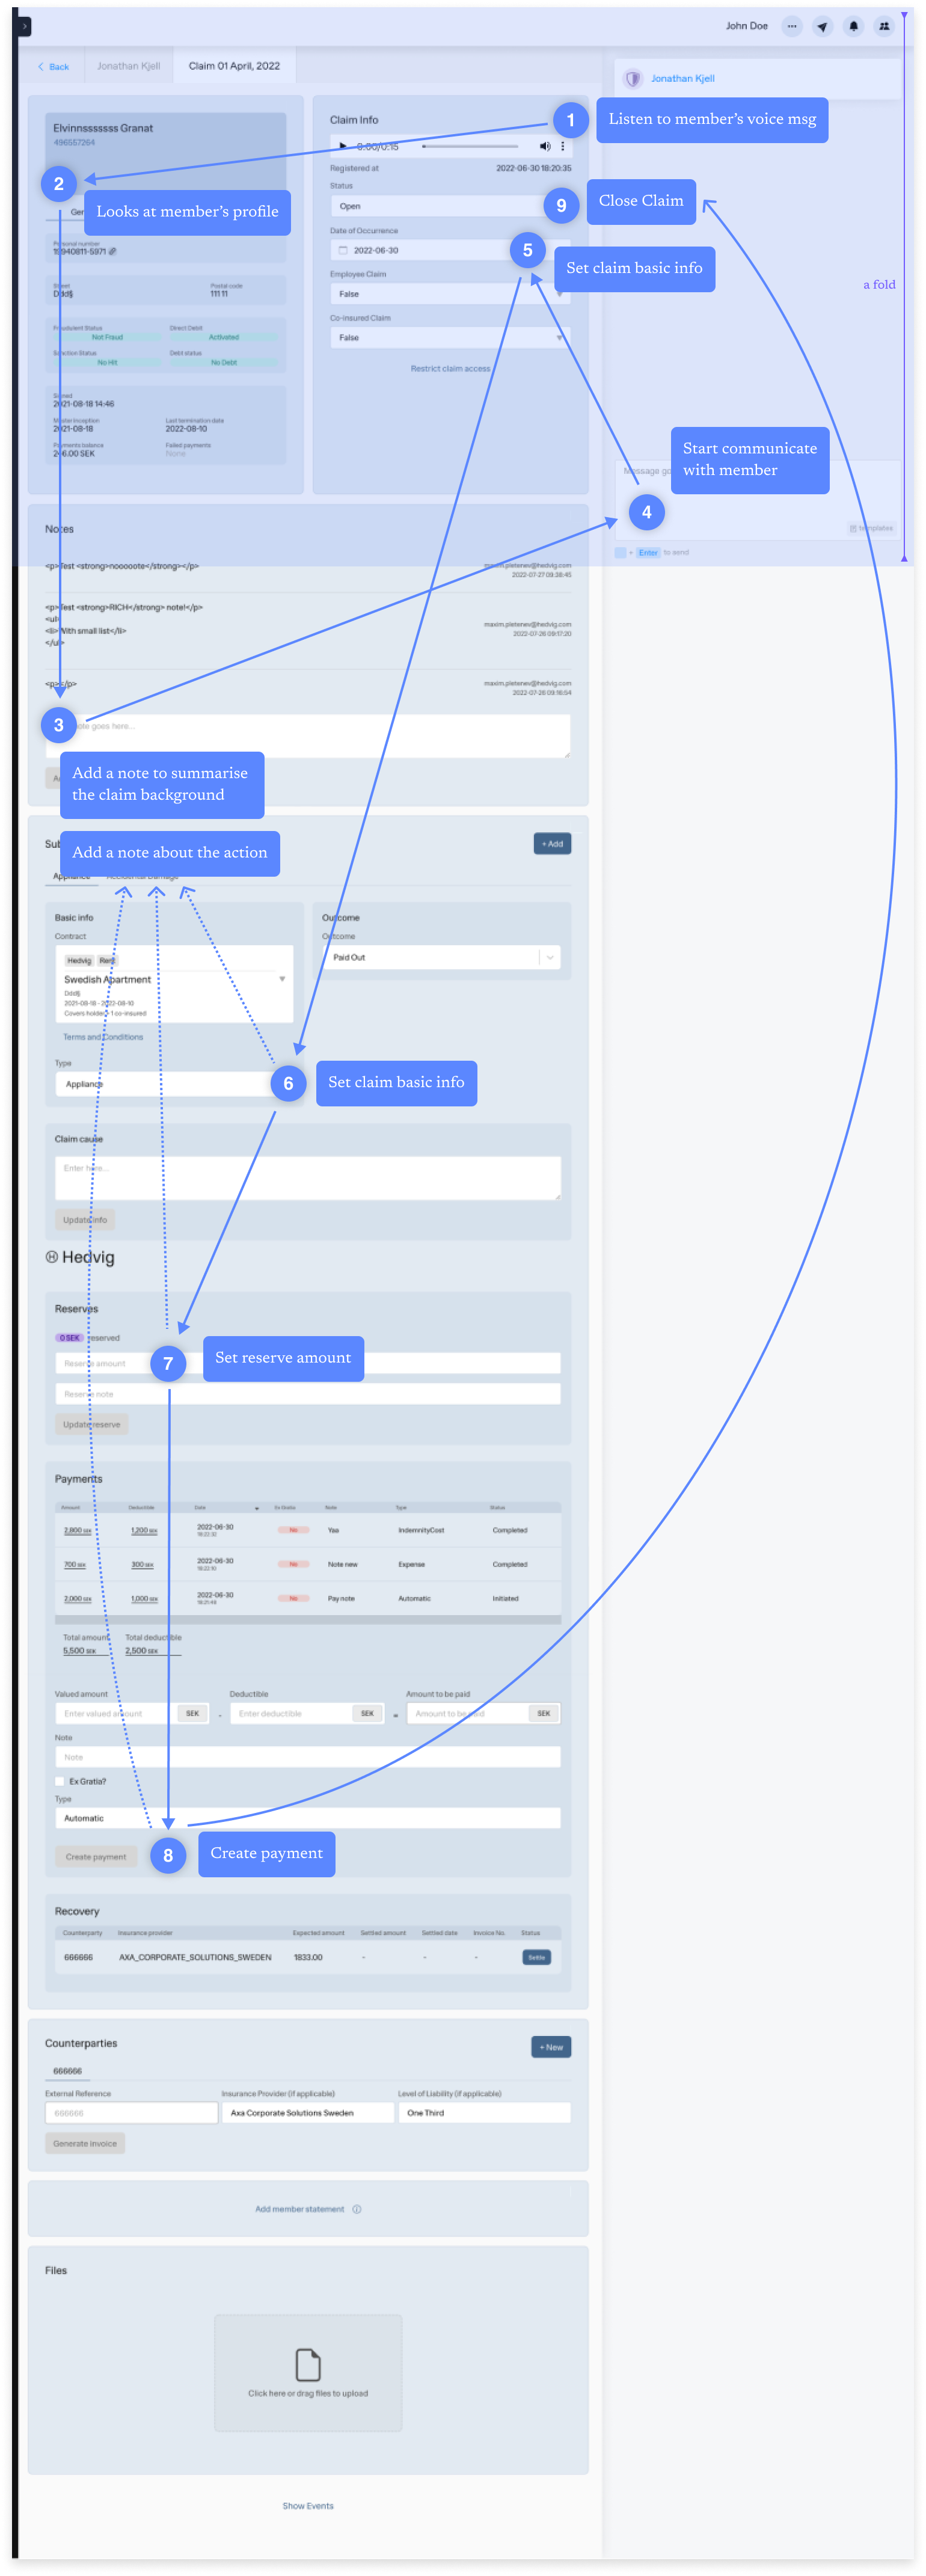 John Doe
Back
Jonathan Kjell
Claim 01 April, 2022
Jonathan Kjell
Elvinnsssssss Granat
496557264
Claim Info
1
Listen to member's voice msg
0:00/0:15
Registered at
2022-06-30 18:20:35
2
Looks at member's profile
Status
Open
9
Close Claim
Date of Occurrence
2022-06-30
5
Set claim basic info
a fold
Personal number
19940811-5971
Employee Claim
False
Street
Ddd§
Postal code
111 11
Co-insured Claim
False
Fraudulent Status
Not Fraud
Direct Debit
Activated
Sanction Status
No Hit
Debt status
No Debt
Restrict claim access
Signed
2021-08-18 14:46
Master Inception
2021-08-18
Last termination date
2022-08-10
Payments balance
246.00 SEK
Failed payments
None
Start communicate
with member
Message go
4
templates
+ Enter to send
Notes
<p>Test <strong>nooooote</strong></p>
maxim.pletenev@hedvig.com
2022-07-27 09:38:45
<p>Test <strong>RICH</strong> note!</p>
<ul>
<li>With small list</li>
</ul>
maxim.pletenev@hedvig.com
2022-07-26 09:17:20
<p></p>
maxim.pletenev@hedvig.com
2022-07-26 09:16:54
3
note goes here...
Add a note to summarise
the claim background
+ Add
Add a note about the action
Appliance
Accidental Damage
Basic info
Contract
Hedvig
Rent
Swedish Apartment
Ddd§
2021-08-18 - 2022-08-10
Covers holder + 1 co-insured
Terms and Conditions
Outcome
Outcome
Paid Out
Type
Appliance
6
Set claim basic info
Claim cause
Enter here...
Update info
Hedvig
Reserves
0 SEK reserved
Reserve amount
7
Set reserve amount
Reserve note
Update reserve
Payments
Amount Deductible Date Ex Gratia Note Type Status
2,800 SEK 1,200 SEK 2022-06-30 No Yaa IndemnityCost Completed
18:22:32
700 SEK 300 SEK 2022-06-30 No Note new Expense Completed
18:22:10
2,000 SEK 1,000 SEK 2022-06-30 No Pay note Automatic Initiated
18:21:48
Total amount Total deductible
5,500 SEK 2,500 SEK
Valued amount Deductible Amount to be paid
Enter valued amount SEK - Enter deductible SEK = Amount to be paid SEK
Note
Note
Ex Gratia?
Type
Automatic
Create payment
8
Create payment
Recovery
Counterparty Insurance provider Expected amount Settled amount Settled date Invoice No. Status
666666 AXA_CORPORATE_SOLUTIONS_SWEDEN 1833.00 - - - Settle
Counterparties
+ New
666666
External Reference Insurance Provider (if applicable) Level of Liability (if applicable)
666666 Axa Corporate Solutions Sweden One Third
Generate invoice
Add member statement
Files
Click here or drag files to upload
Show Events